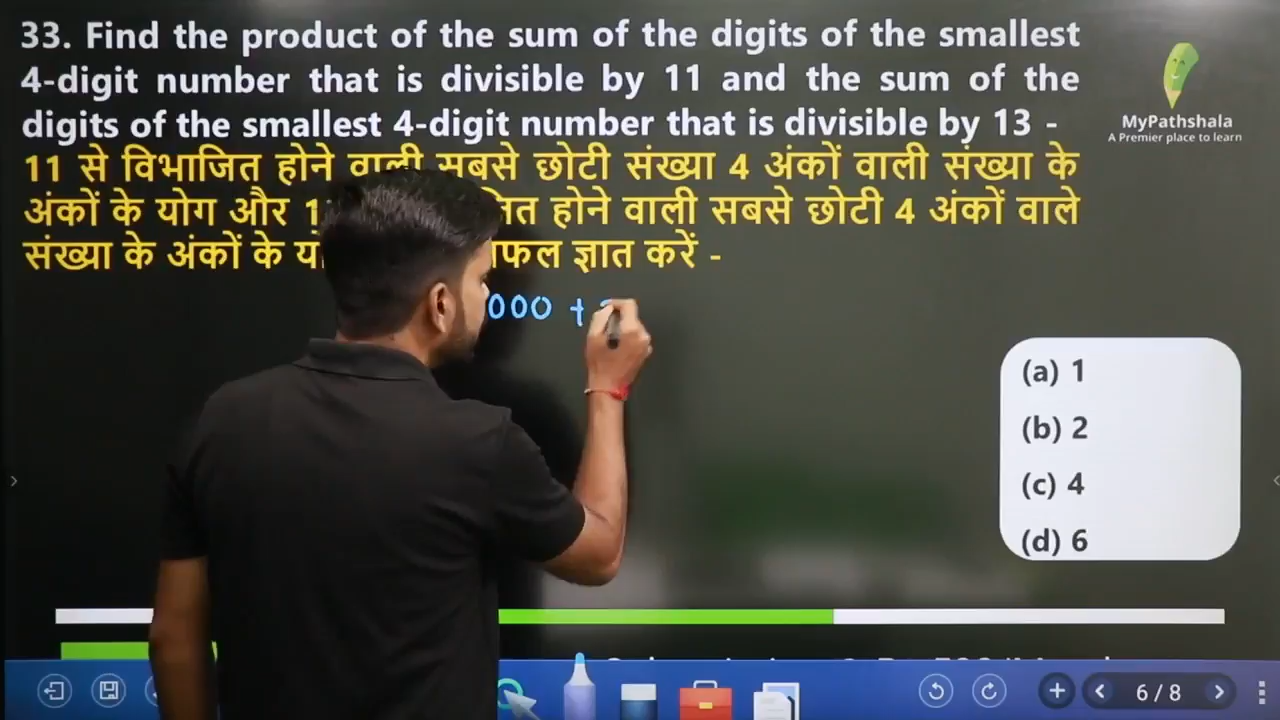 33. Find the product of the sum of the digits of the smallest
4-digit number that is divisible by 11 and the sum of the
digits of the smallest 4-digit number that is divisible by 13 -
11 से विभाजित होने वाली सबसे छोटी संख्या 4 अंकों वाली संख्या के
अंकों के योग और होने वाली सबसे छोटी 4 अंकों वाले
संख्या के अंकों के ज्ञात करें -
000 +
MyPathshala
A Premier place to learn
(a) 1
(b) 2
(c) 4
(d) 6
6 / 8